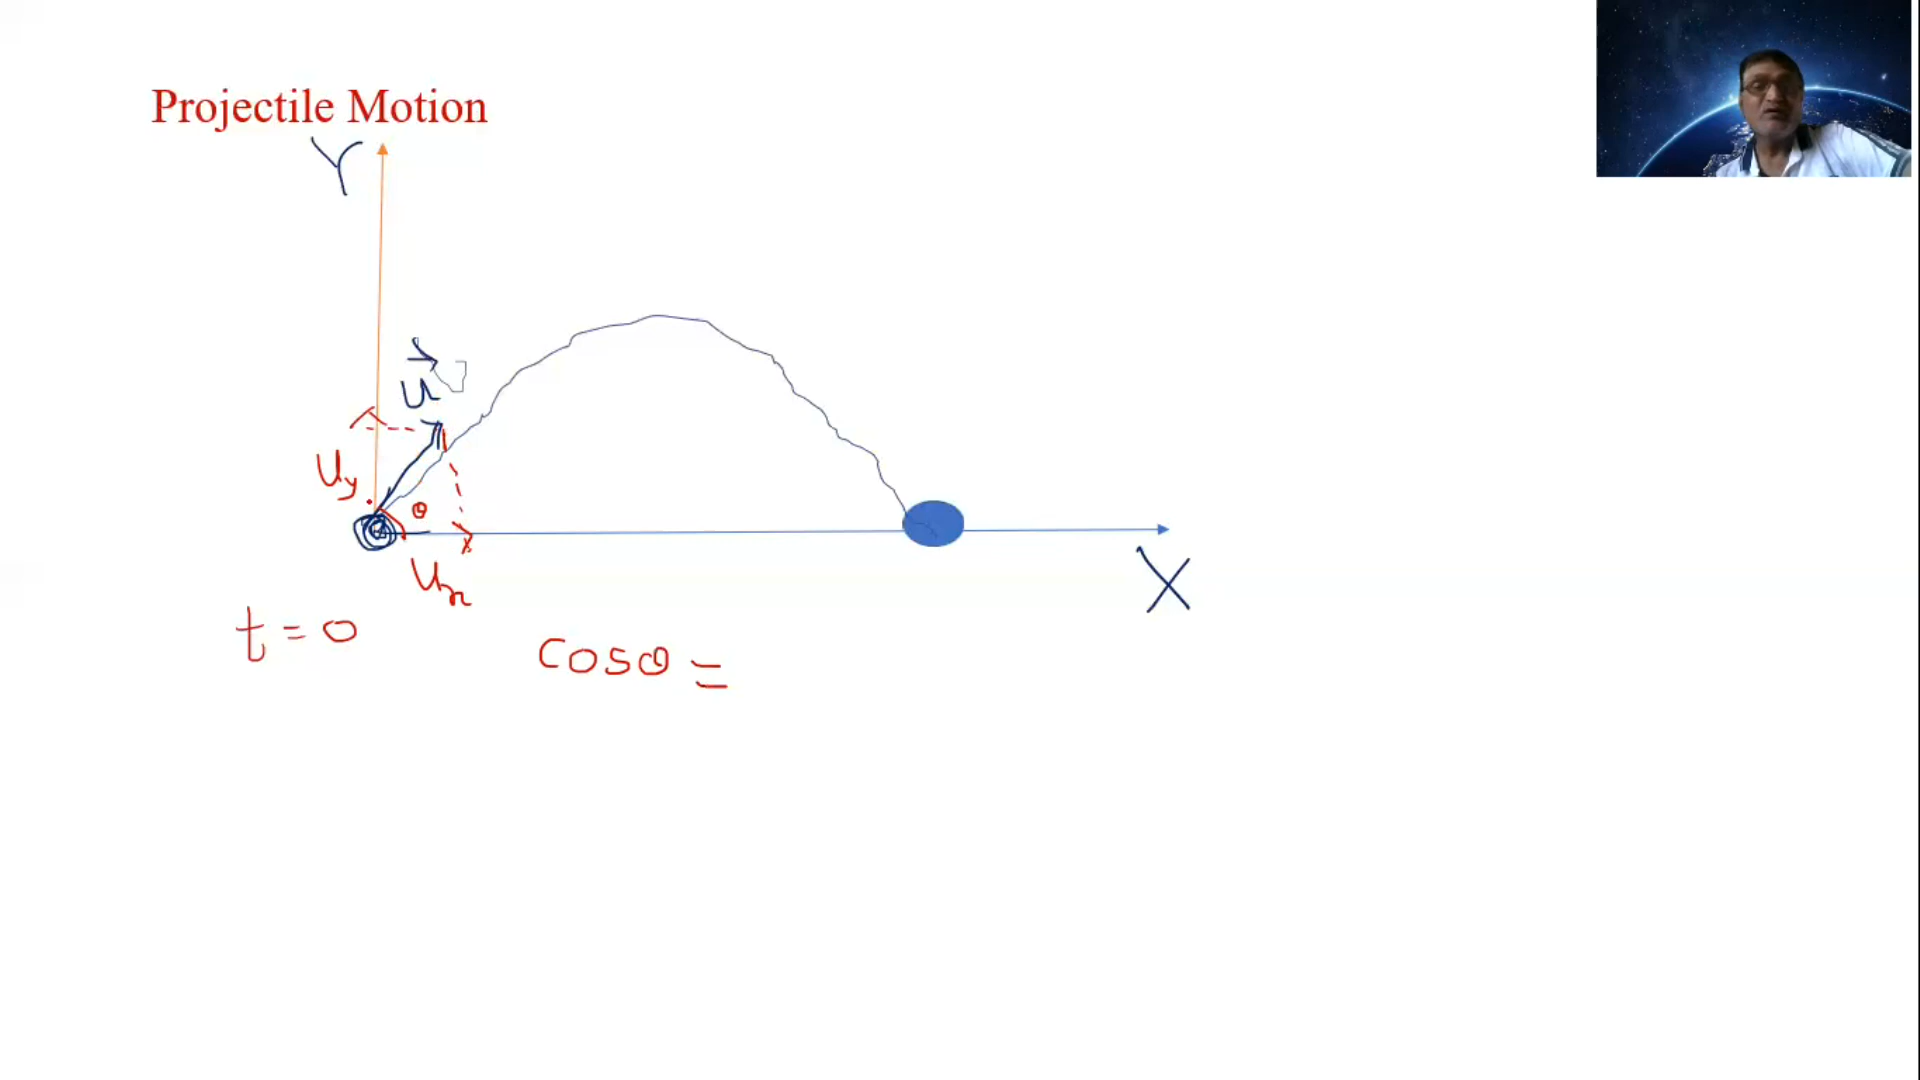 Projectile Motion
Y
u
θ
uy
ux
X
t = 0
cosθ =